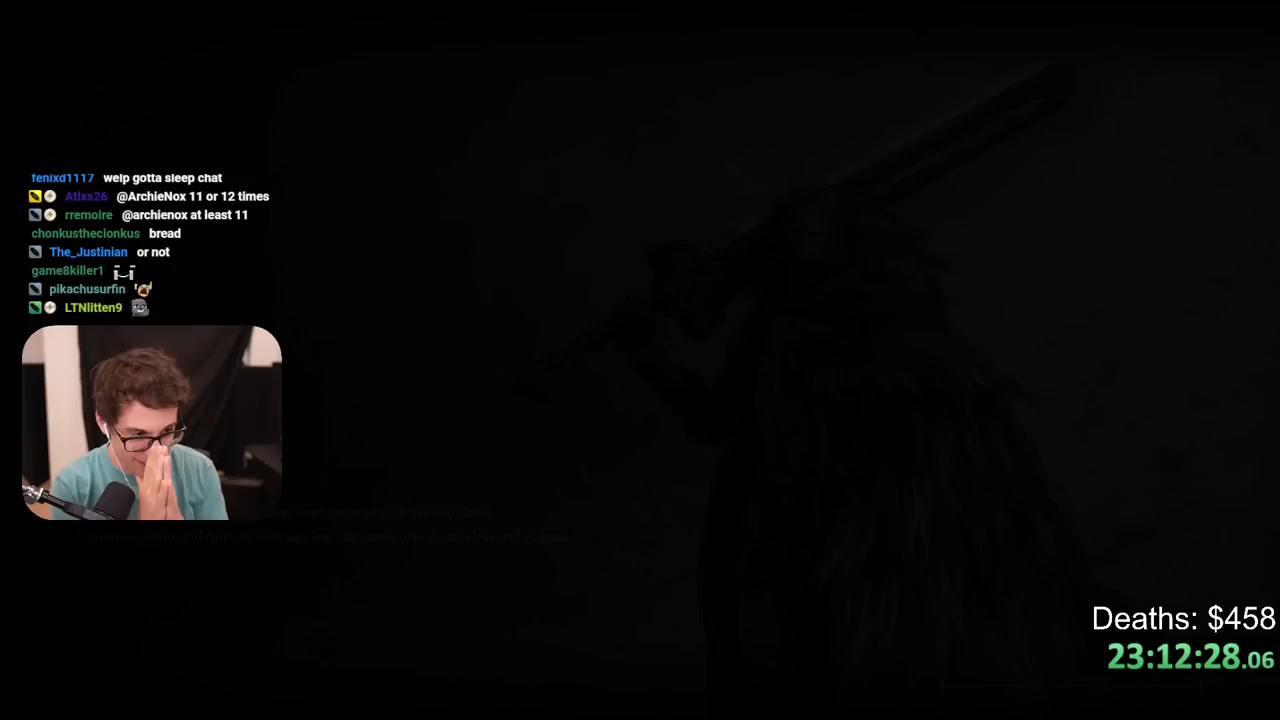 fenixd1117 welp gotta sleep chat
Atlxs26 @ArchieNox 11 or 12 times
rremoire @archienox at least 11
chonkusthecionkus bread
The_Justinian or not
game8killer1
pikachusurfin
LTNlitten9
Deaths: $458
23:12:28.06